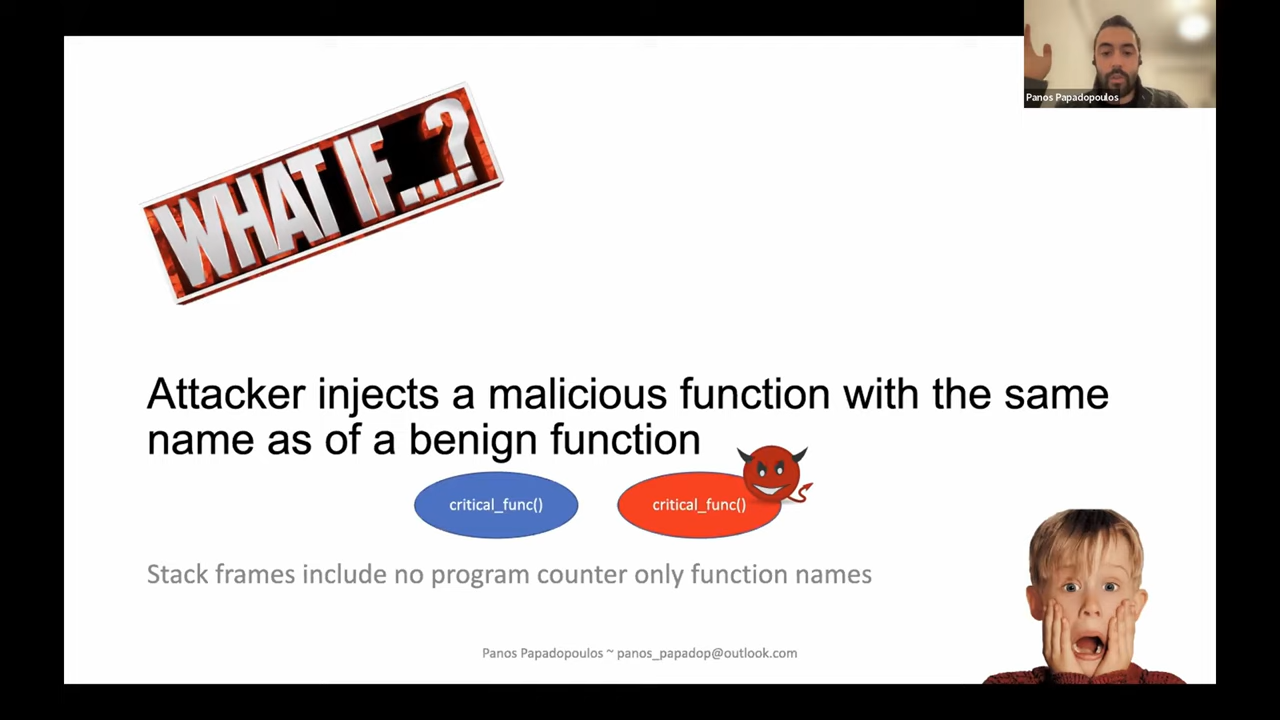 Panos Papadopoulos
WHAT IF...?
Attacker injects a malicious function with the same
name as of a benign function
critical_func()
critical_func()
Stack frames include no program counter only function names
Panos Papadopoulos ~ panos_papadop@outlook.com